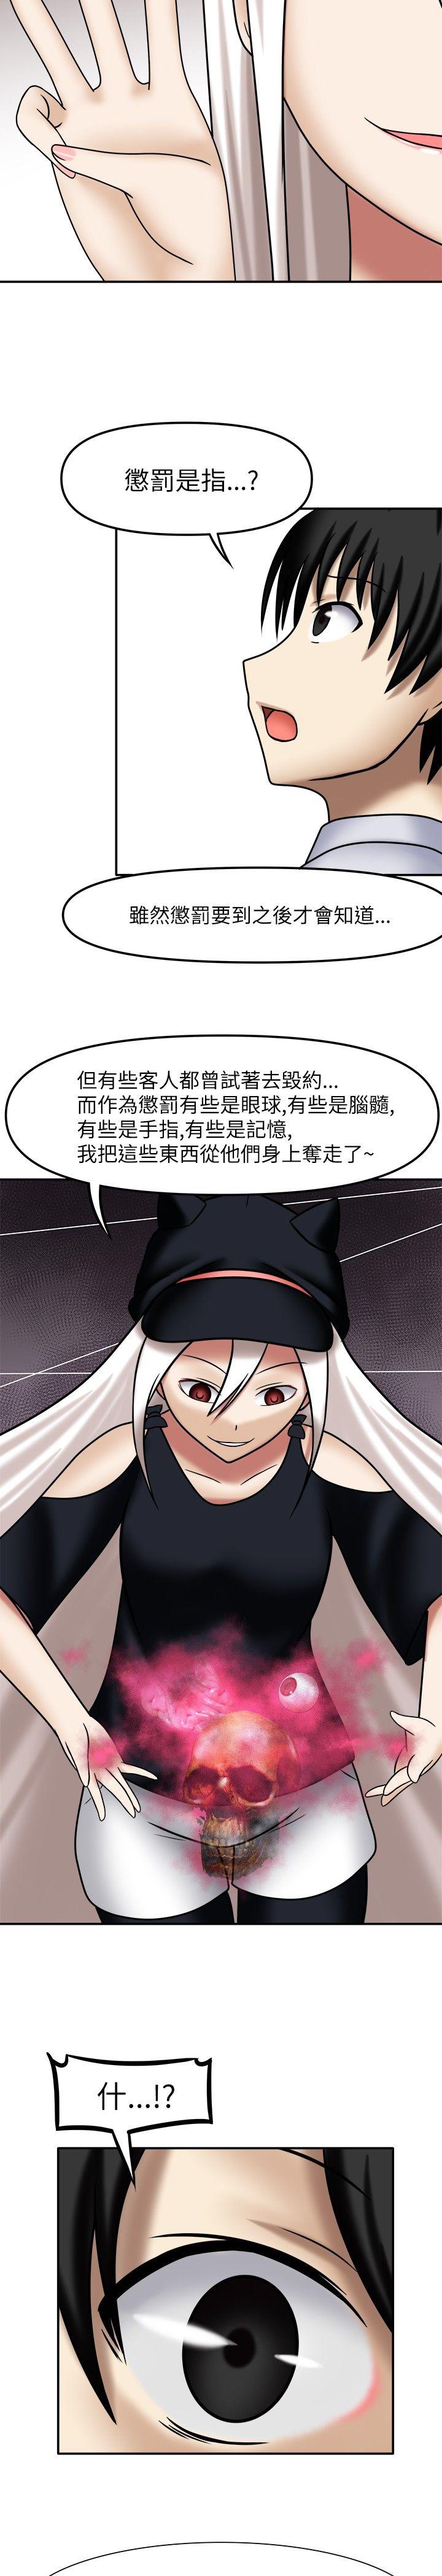 懲罰是指...?
雖然懲罰要到之後才會知道...
但有些客人都曾試著去毀約...
而作為懲罰有些是眼球,有些是腦髓,
有些是手指,有些是記憶,
我把這些東西從他們身上奪走了~
什...!?